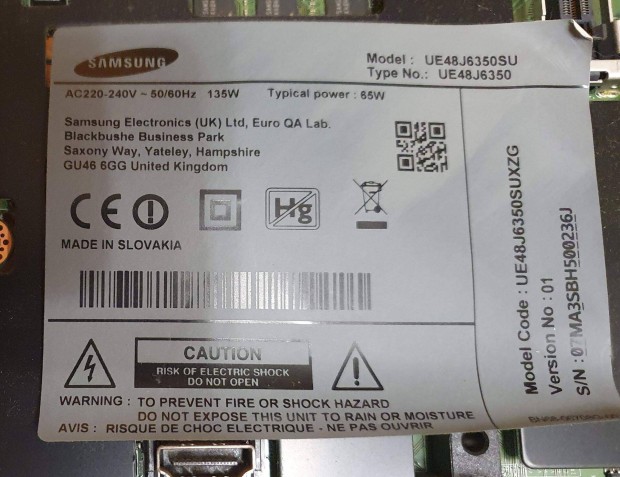 SAMSUNG
Model : UE48J6350SU
Type No.: UE48J6350
AC220-240V ~ 50/60Hz 135W Typical power : 65W
Samsung Electronics (UK) Ltd, Euro QA Lab.
Blackbushe Business Park
Saxony Way, Yateley, Hampshire
GU46 6GG United Kingdom
CE
Hg
MADE IN SLOVAKIA
CAUTION
RISK OF ELECTRIC SHOCK
DO NOT OPEN
WARNING : TO PREVENT FIRE OR SHOCK HAZARD
DO NOT EXPOSE THIS UNIT TO RAIN OR MOISTURE
AVIS : RISQUE DE CHOC ELECTRIQUE - NE PAS OUVRIR
Model Code : UE48J6350SUXZG
Version No : 01
S/N : 07MA3SBH500236J